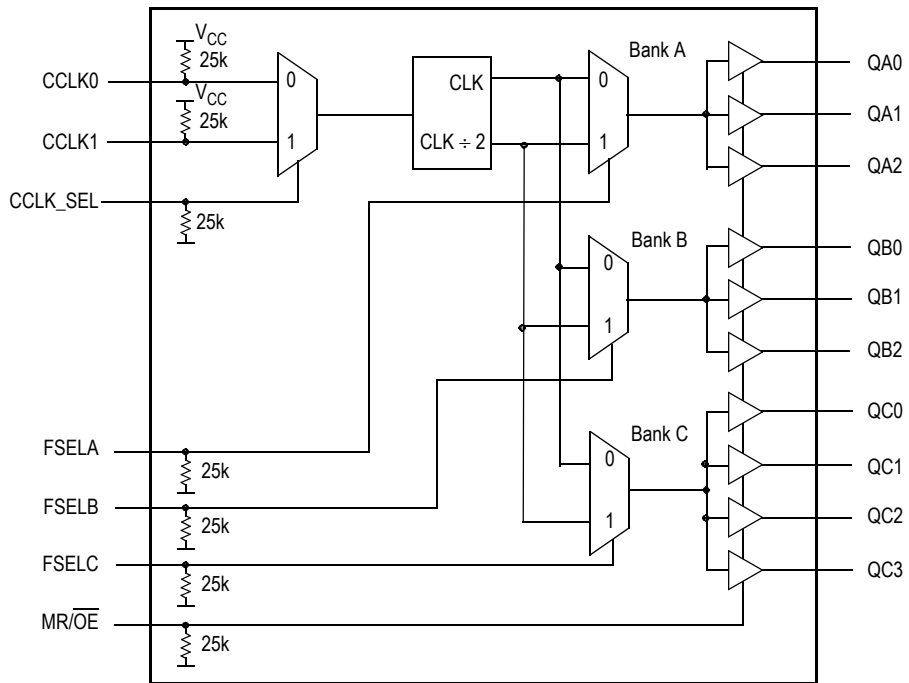 VCC
25k
CCLK0
VCC
25k
CCLK1
CCLK_SEL
25k
0
1
CLK
CLK ÷ 2
Bank A
0
1
QA0
QA1
QA2
Bank B
0
1
QB0
QB1
QB2
Bank C
0
1
QC0
QC1
QC2
QC3
FSELA
25k
FSELB
25k
FSELC
25k
MR/O̅E̅
25k